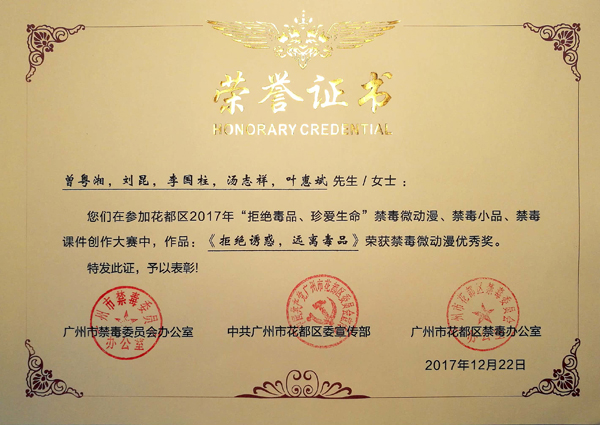 荣誉证书
HONORARY CREDENTIAL
曾粤湘，刘昆，李国柱，汤志祥，叶惠斌 先生/女士：
您们在参加花都区2017年“拒绝毒品、珍爱生命”禁毒微动漫、禁毒小品、禁毒
课件创作大赛中，作品：《拒绝诱惑，远离毒品》荣获禁毒微动漫优秀奖。
特发此证，予以表彰!
广州市禁毒委员会办公室 中共广州市花都区委宣传部 广州市花都区禁毒办公室
2017年12月22日